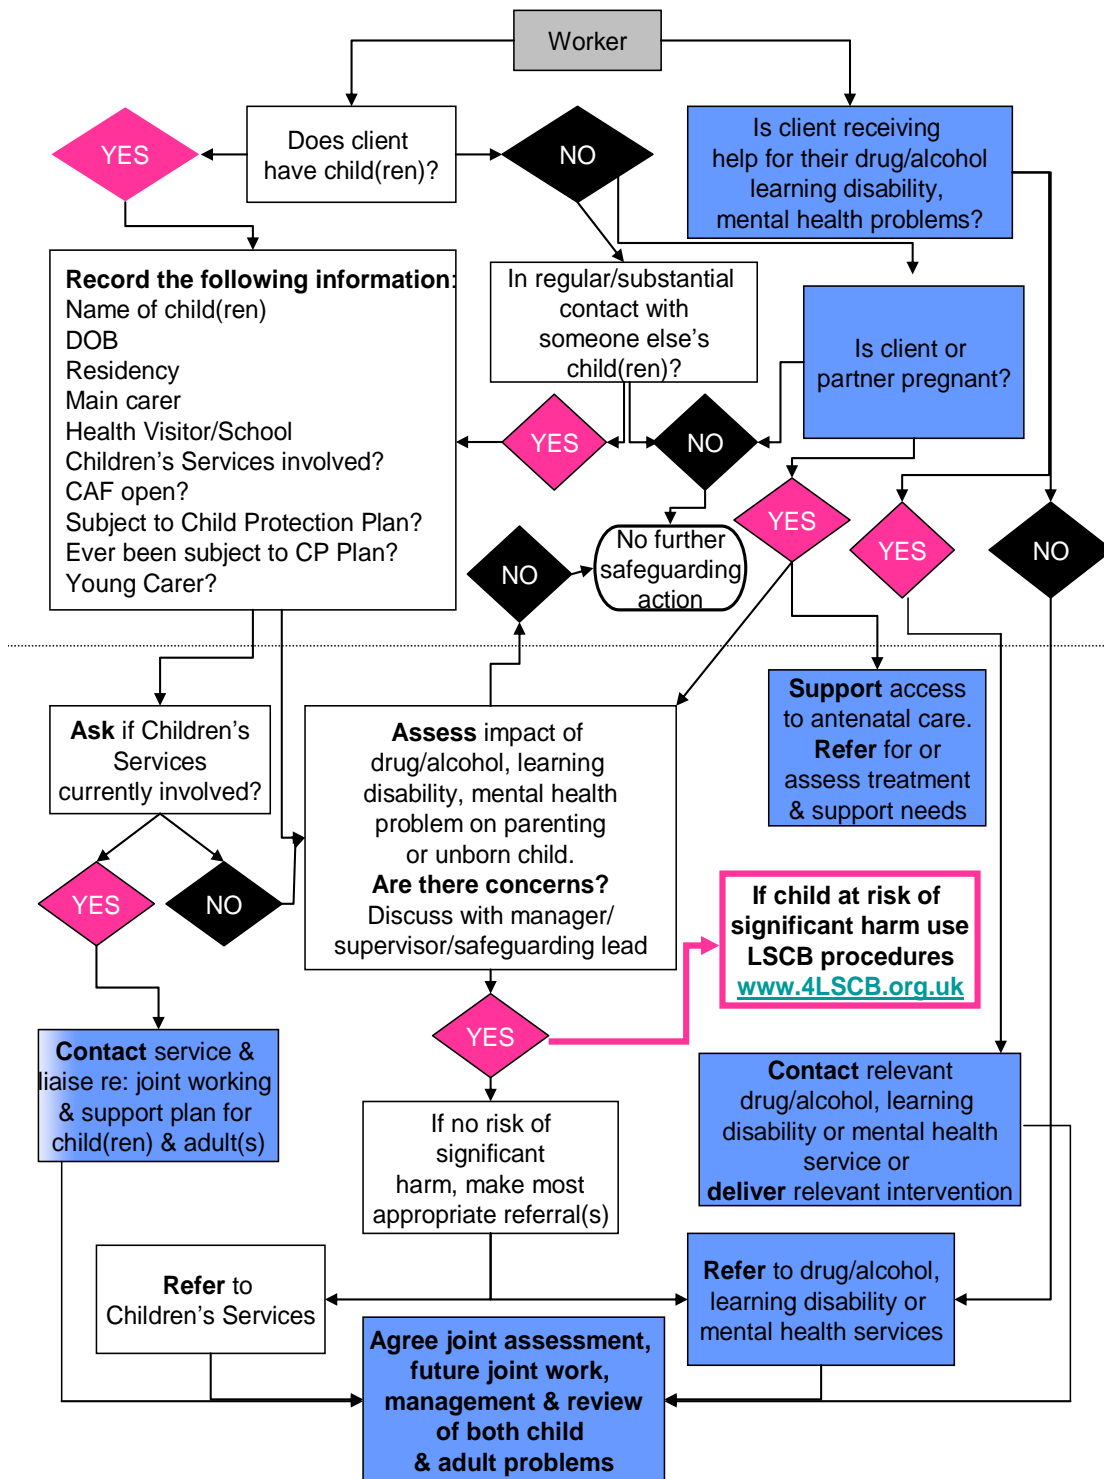 Worker
YES
Does client
have child(ren)?
NO
Is client receiving
help for their drug/alcohol
learning disability,
mental health problems?
Record the following information:
Name of child(ren)
DOB
Residency
Main carer
Health Visitor/School
Children's Services involved?
CAF open?
Subject to Child Protection Plan?
Ever been subject to CP Plan?
Young Carer?
In regular/substantial
contact with
someone else's
child(ren)?
Is client or
partner pregnant?
YES
NO
YES
YES
NO
NO
No further
safeguarding
action
Ask if Children's
Services
currently involved?
YES
NO
Assess impact of
drug/alcohol, learning
disability, mental health
problem on parenting
or unborn child.
Are there concerns?
Discuss with manager/
supervisor/safeguarding lead
Support access
to antenatal care.
Refer for or
assess treatment
& support needs
If child at risk of
significant harm use
LSCB procedures
www.4LSCB.org.uk
YES
Contact service &
liaise re: joint working
& support plan for
child(ren) & adult(s)
If no risk of
significant
harm, make most
appropriate referral(s)
Contact relevant
drug/alcohol, learning
disability or mental health
service or
deliver relevant intervention
Refer to
Children's Services
Refer to drug/alcohol,
learning disability or
mental health services
Agree joint assessment,
future joint work,
management & review
of both child
& adult problems